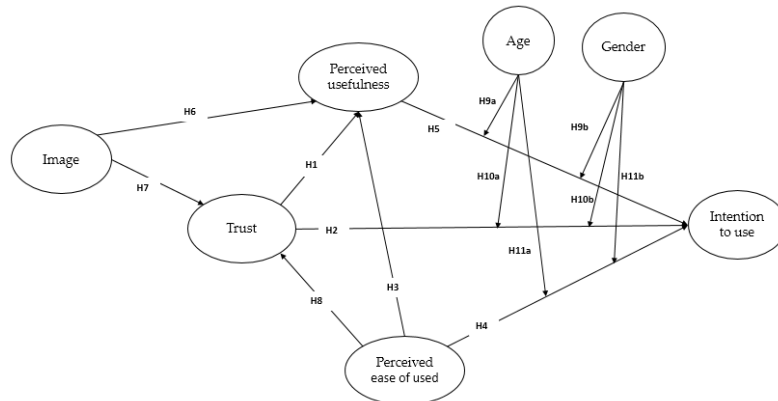 Age
Gender
Perceived
usefulness
H9a
H6
H5
H9b
Image
H1
H10a
H11b
H7
H10b
Intention
to use
Trust
H2
H11a
H3
H8
H4
Perceived
ease of used